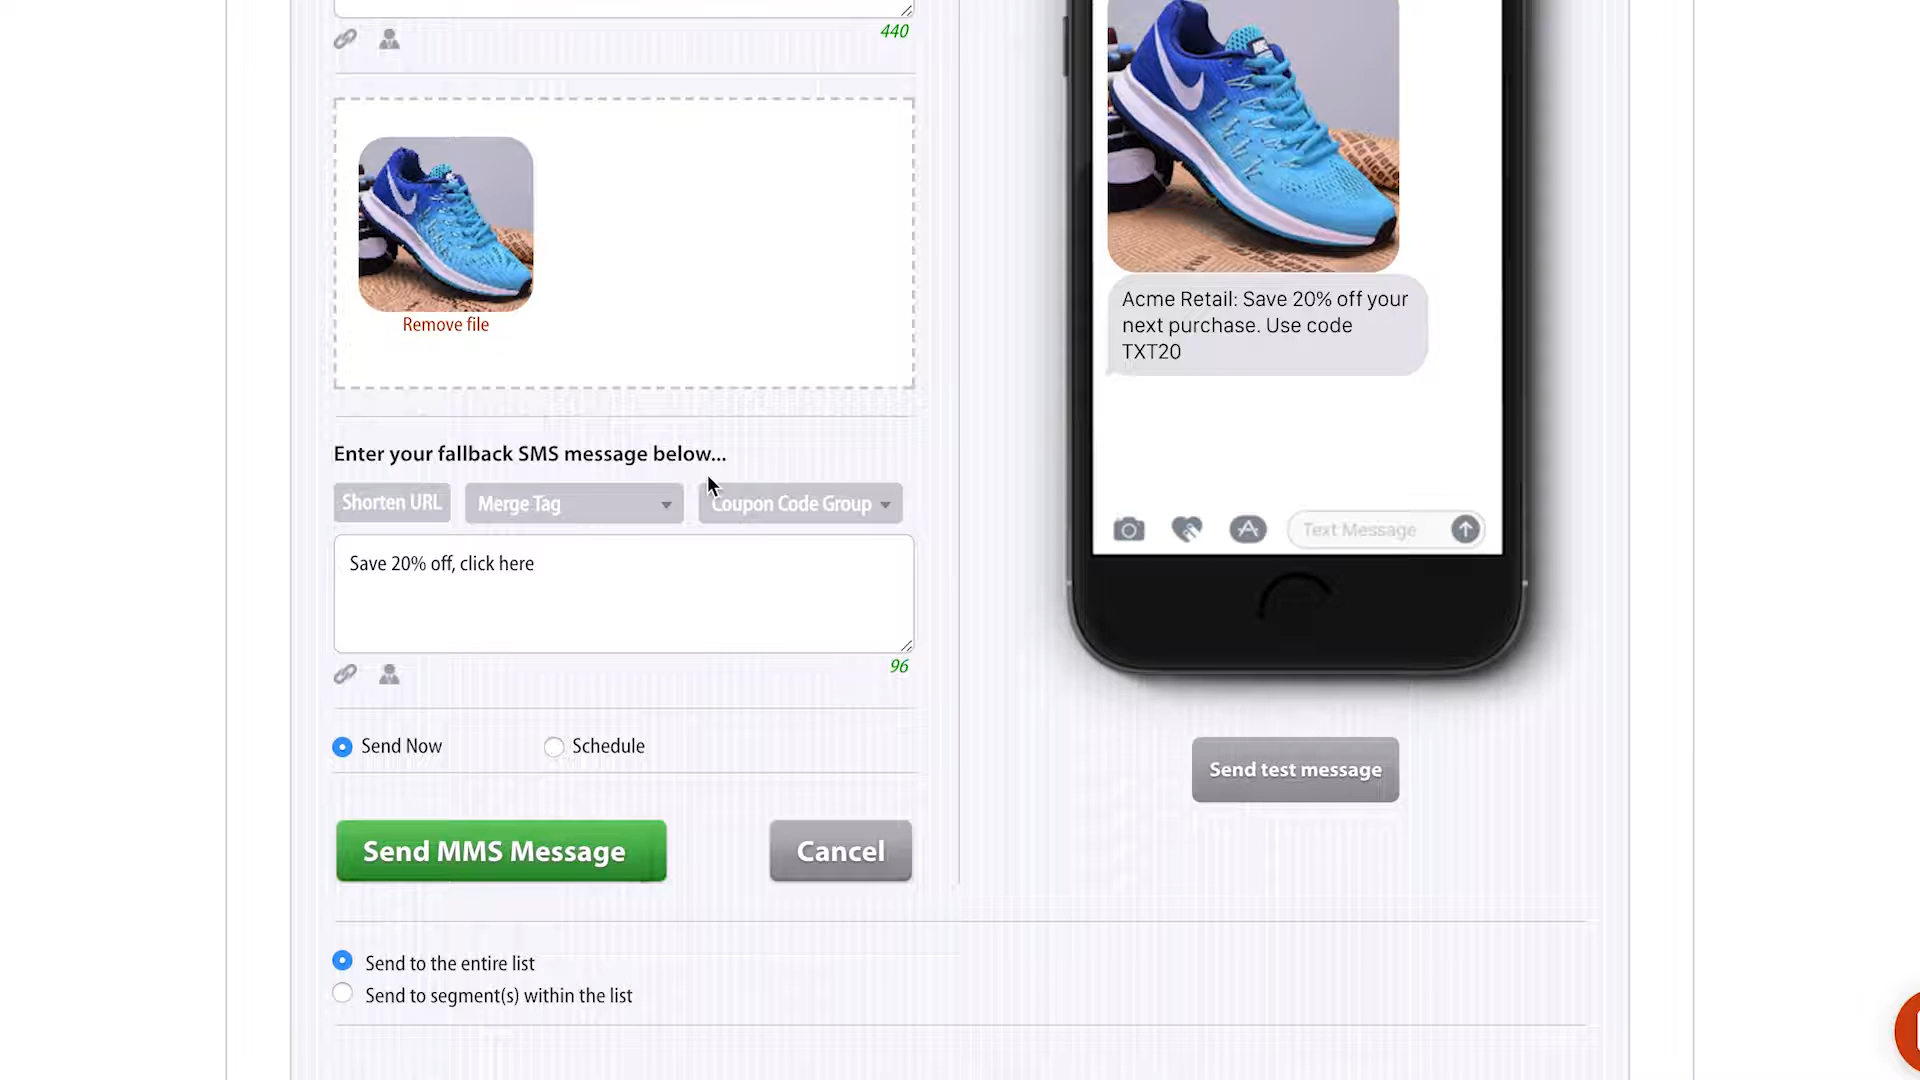 440
Remove file
Acme Retail: Save 20% off your
next purchase. Use code
TXT20
Enter your fallback SMS message below...
Shorten URL
Merge Tag
Coupon Code Group
Save 20% off, click here
96
Text Message
Send Now
Schedule
Send test message
Send MMS Message
Cancel
Send to the entire list
Send to segment(s) within the list